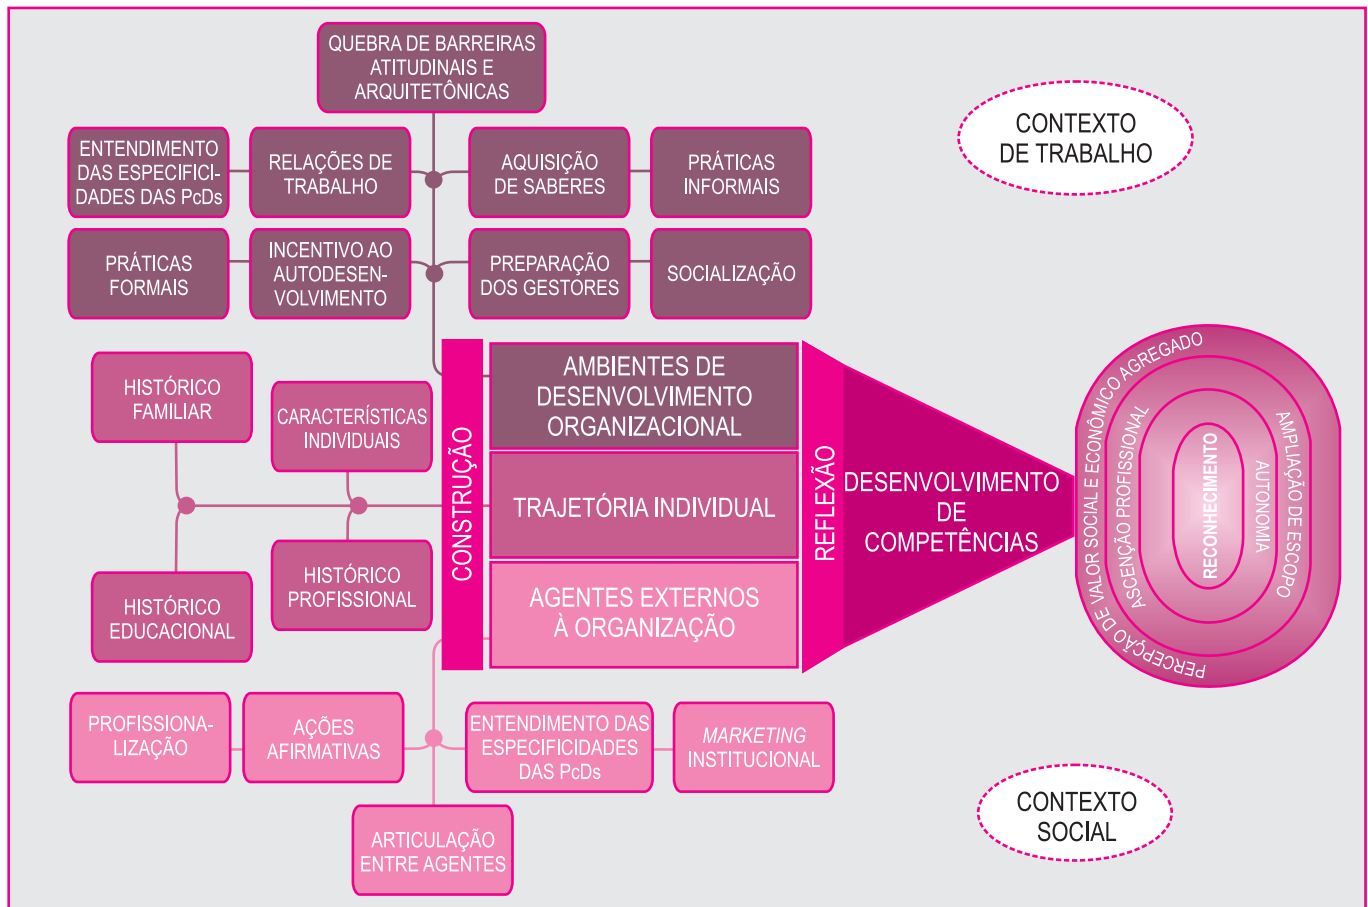 QUEBRA DE BARREIRAS
ATITUDINAIS E
ARQUITETÔNICAS
CONTEXTO
DE TRABALHO
ENTENDIMENTO
DAS ESPECIFICI-
DADES DAS PcDs
RELAÇÕES DE
TRABALHO
AQUISIÇÃO
DE SABERES
PRÁTICAS
INFORMAIS
PRÁTICAS
FORMAIS
INCENTIVO AO
AUTODESEN-
VOLVIMENTO
PREPARAÇÃO
DOS GESTORES
SOCIALIZAÇÃO
HISTÓRICO
FAMILIAR
CARACTERÍSTICAS
INDIVIDUAIS
HISTÓRICO
EDUCACIONAL
HISTÓRICO
PROFISSIONAL
CONSTRUÇÃO
AMBIENTES DE
DESENVOLVIMENTO
ORGANIZACIONAL
TRAJETÓRIA INDIVIDUAL
AGENTES EXTERNOS
À ORGANIZAÇÃO
REFLEXÃO
DESENVOLVIMENTO
DE
COMPETÊNCIAS
PERCEPÇÃO DE VALOR SOCIAL E ECONÔMICO AGREGADO
ASCENÇÃO PROFISSIONAL
RECONHECIMENTO
AUTONOMIA
AMPLIAÇÃO DE ESCOPO
PROFISSIONA-
LIZAÇÃO
AÇÕES
AFIRMATIVAS
ENTENDIMENTO DAS
ESPECIFICIDADES
DAS PcDs
MARKETING
INSTITUCIONAL
ARTICULAÇÃO
ENTRE AGENTES
CONTEXTO
SOCIAL